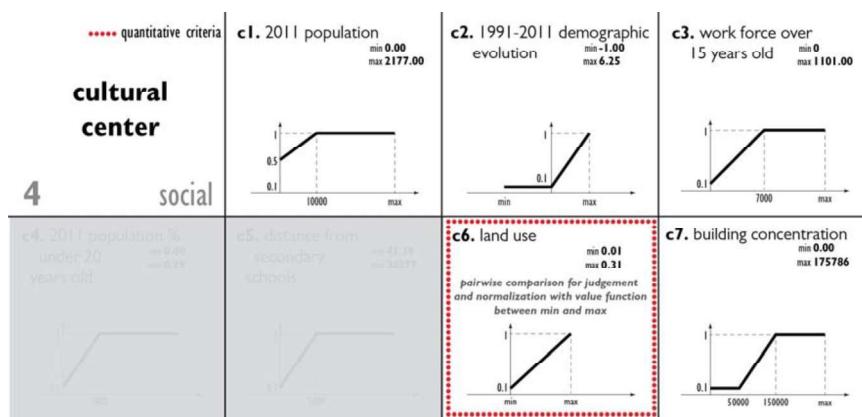 quantitative criteria
cultural
center
4
social
c1. 2011 population
min 0.00
max 2177.00
1
0.5
0.1
10000
max
c2. 1991-2011 demographic
evolution
min -1.00
max 6.25
1
0.1
min
max
c3. work force over
15 years old
min 0
max 1101.00
1
0.1
7000
max
c4. 2011 population %
under 20
years old
c5. distance from
secondary
schools
c6. land use
min 0.01
max 0.31
pairwise comparison for judgement
and normalization with value function
between min and max
1
0.1
min
max
c7. building concentration
min 0.00
max 175786
1
0.1
50000
150000
max